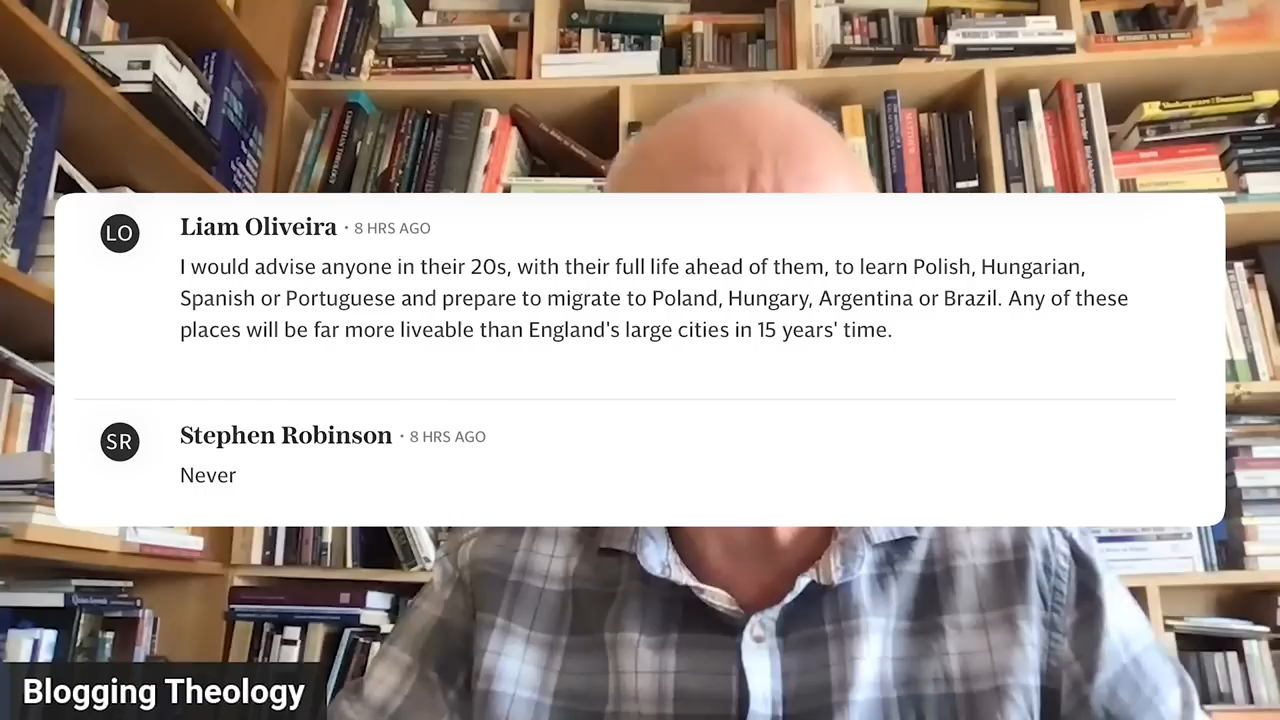 CHRISTIAN THEOLOGY
LO
Liam Oliveira · 8 HRS AGO
I would advise anyone in their 20s, with their full life ahead of them, to learn Polish, Hungarian,
Spanish or Portuguese and prepare to migrate to Poland, Hungary, Argentina or Brazil. Any of these
places will be far more liveable than England's large cities in 15 years' time.
SR
Stephen Robinson · 8 HRS AGO
Never
Blogging Theology